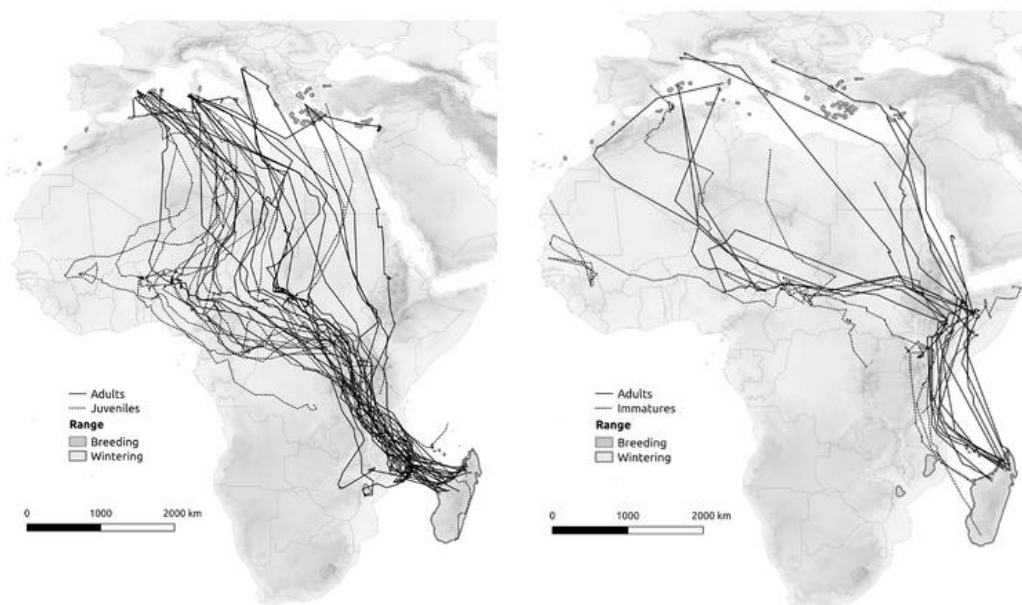 Adults
Juveniles
Range
Breeding
Wintering
0 1000 2000 km
Adults
Immatures
Range
Breeding
Wintering
0 1000 2000 km